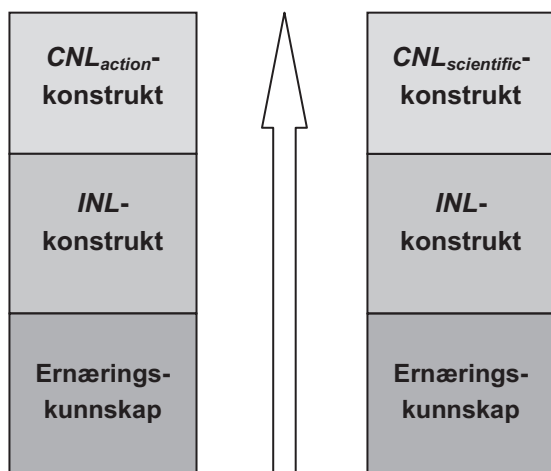 CNLaction-
konstrukt
INL-
konstrukt
Ernærings-
kunnskap
CNLscientific-
konstrukt
INL-
konstrukt
Ernærings-
kunnskap